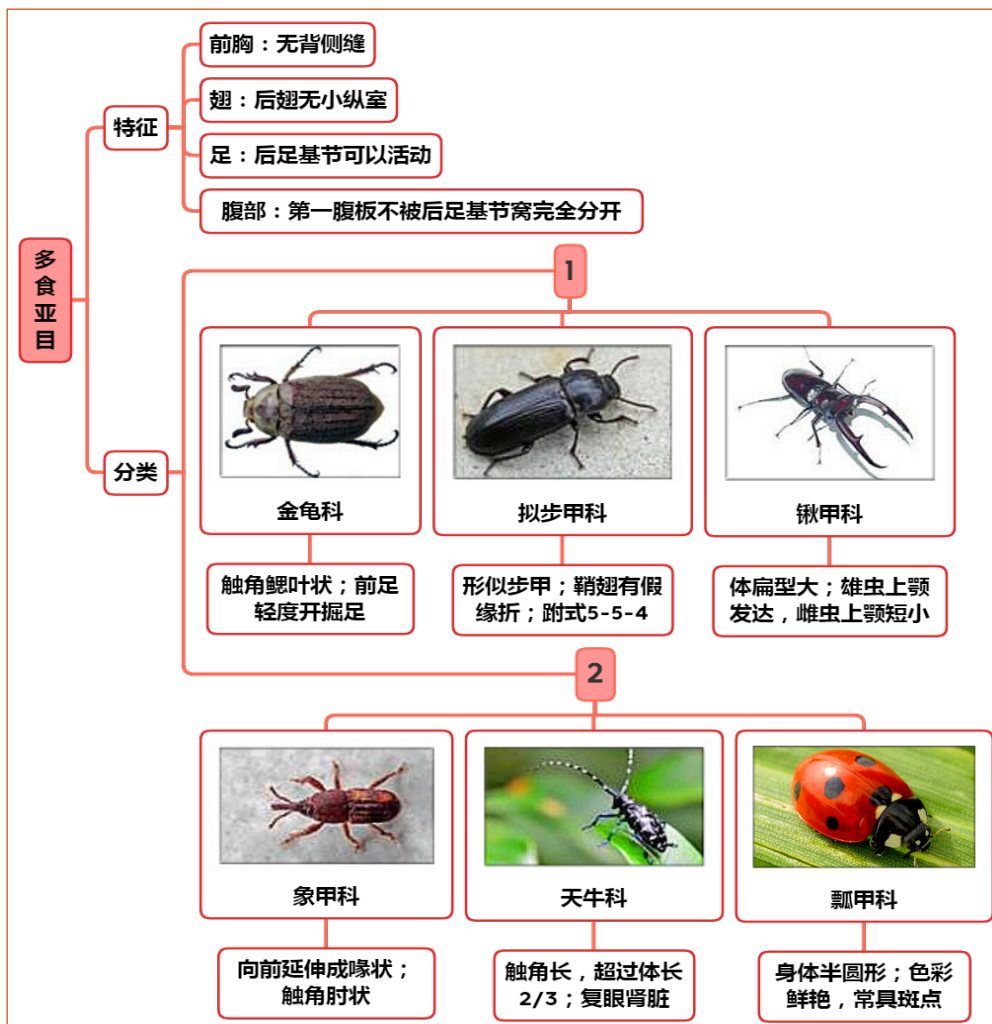 前胸：无背侧缝
翅：后翅无小纵室
特征
足：后足基节可以活动
腹部：第一腹板不被后足基节窝完全分开
多
食
亚
目
1
金龟科
拟步甲科
锹甲科
分类
触角鳃叶状；前足
轻度开掘足
形似步甲；鞘翅有假
缘折；跗式5-5-4
体扁型大；雄虫上颚
发达，雌虫上颚短小
2
象甲科
天牛科
瓢甲科
向前延伸成喙状；
触角肘状
触角长，超过体长
2/3；复眼肾脏
身体半圆形；色彩
鲜艳，常具斑点